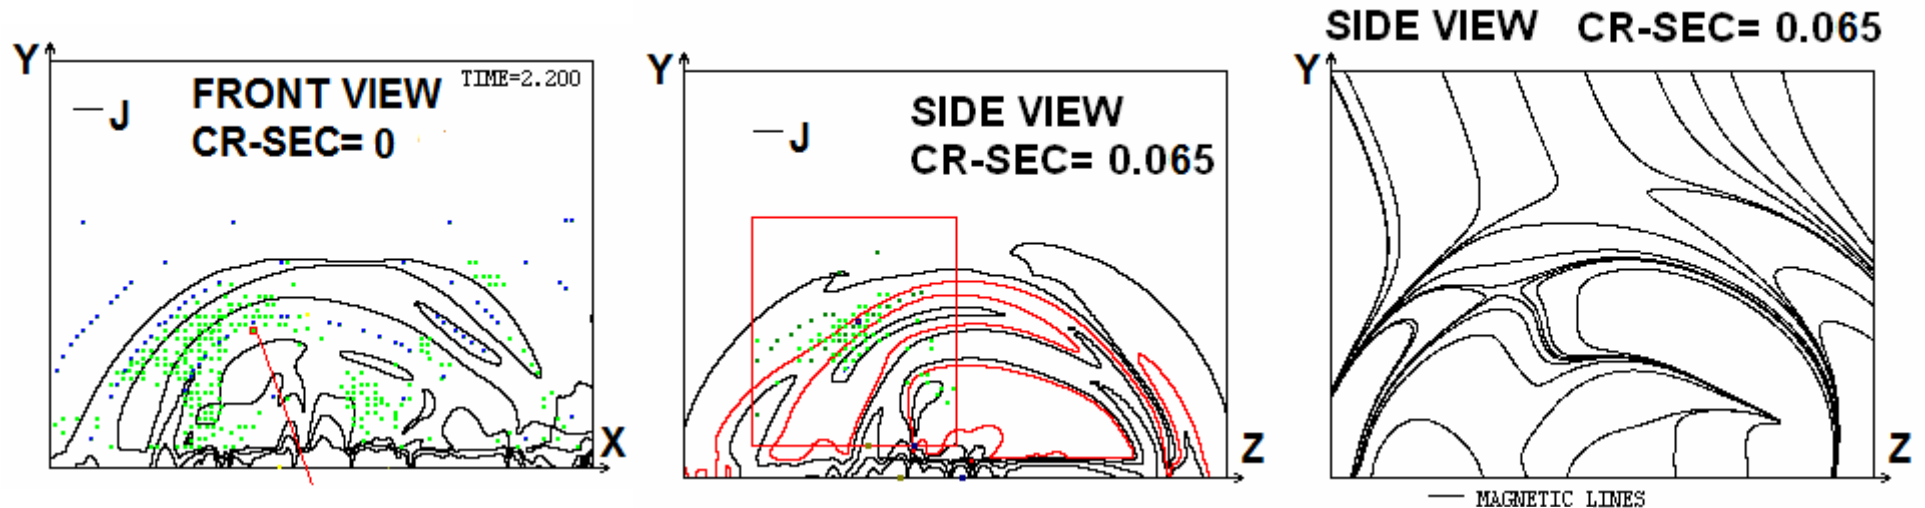 Y
FRONT VIEW
TIME=2.200
J
CR-SEC= 0
X
Y
SIDE VIEW
J
CR-SEC= 0.065
Z
SIDE VIEW CR-SEC= 0.065
Y
Z
MAGNETIC LINES